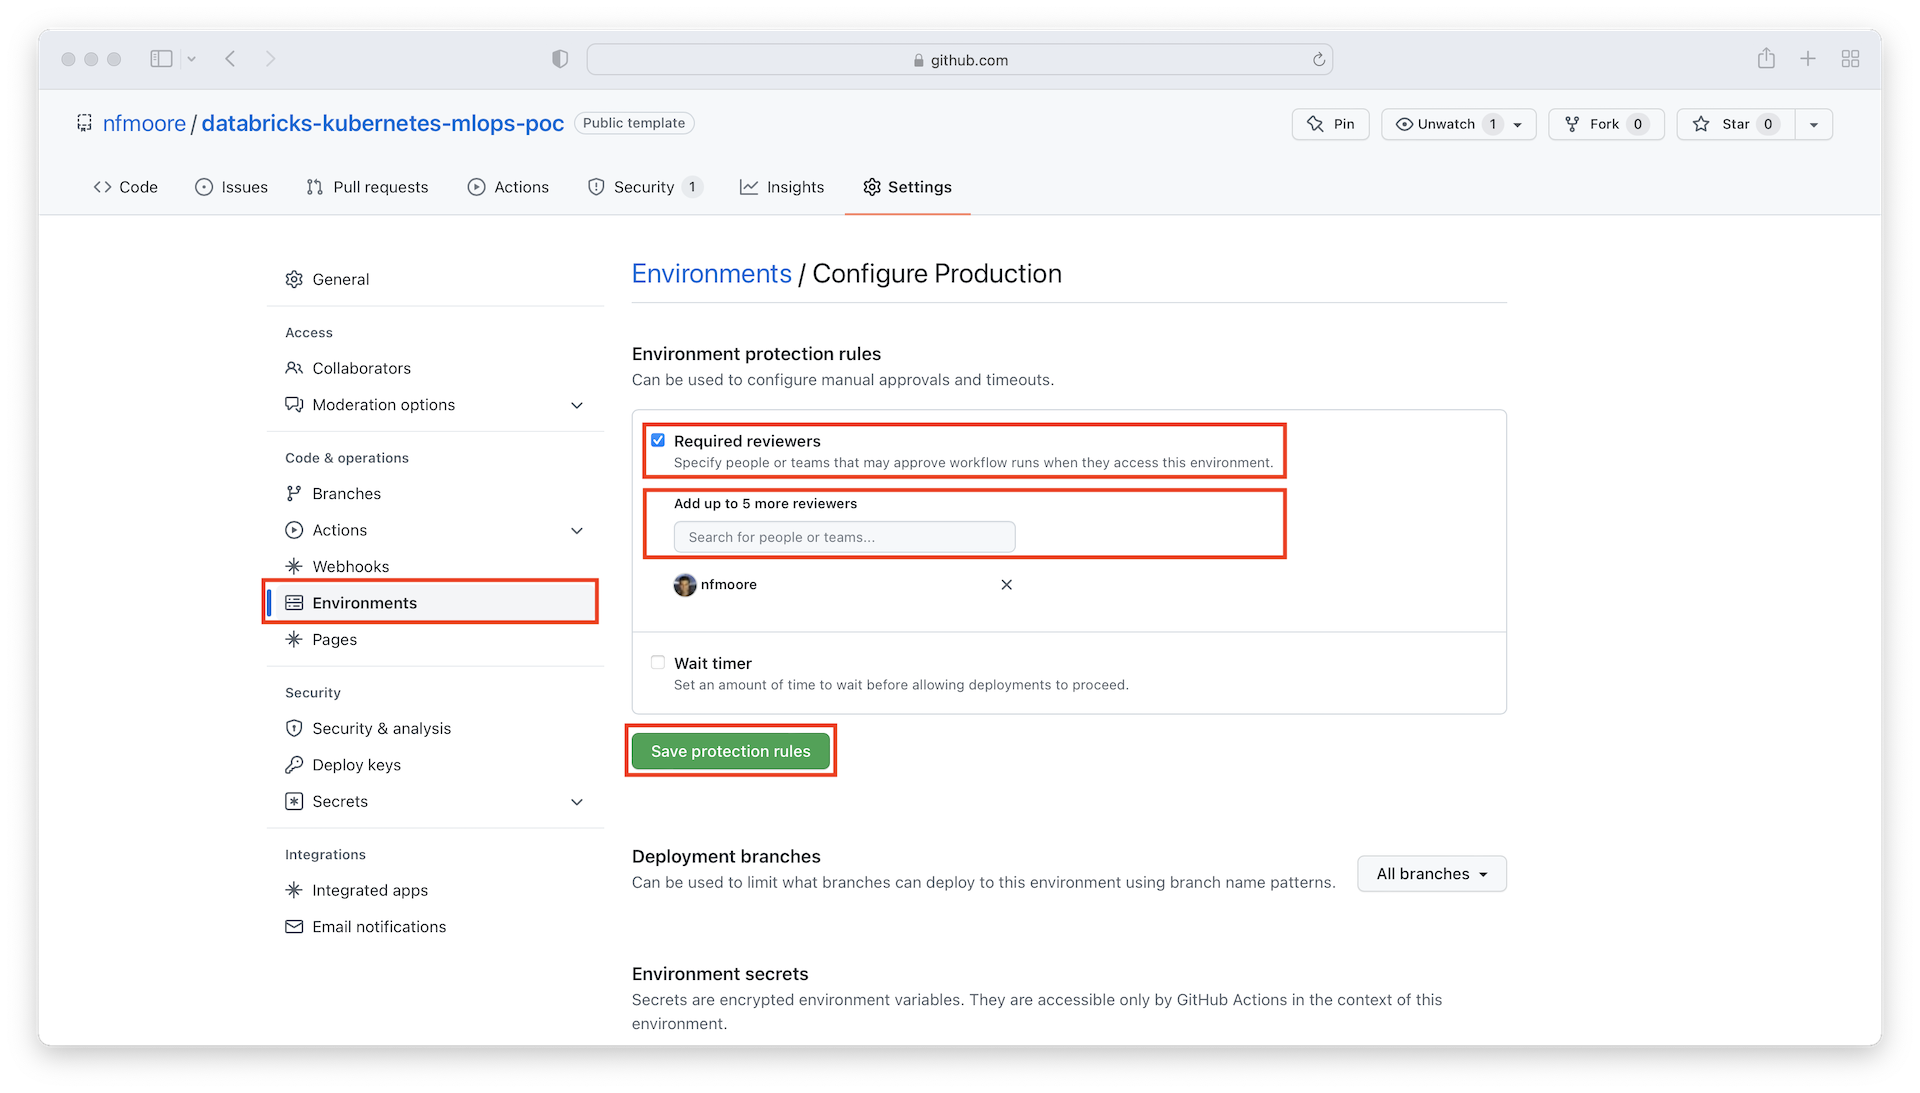 github.com
nfmoore / databricks-kubernetes-mlops-poc Public template
Pin Unwatch 1 Fork 0 Star 0
Code Issues Pull requests Actions Security 1 Insights Settings
General
Access
Collaborators
Moderation options
Code & operations
Branches
Actions
Webhooks
Environments
Pages
Security
Security & analysis
Deploy keys
Secrets
Integrations
Integrated apps
Email notifications
Environments / Configure Production
Environment protection rules
Can be used to configure manual approvals and timeouts.
Required reviewers
Specify people or teams that may approve workflow runs when they access this environment.
Add up to 5 more reviewers
Search for people or teams...
nfmoore
Wait timer
Set an amount of time to wait before allowing deployments to proceed.
Save protection rules
Deployment branches
Can be used to limit what branches can deploy to this environment using branch name patterns.
All branches
Environment secrets
Secrets are encrypted environment variables. They are accessible only by GitHub Actions in the context of this
environment.